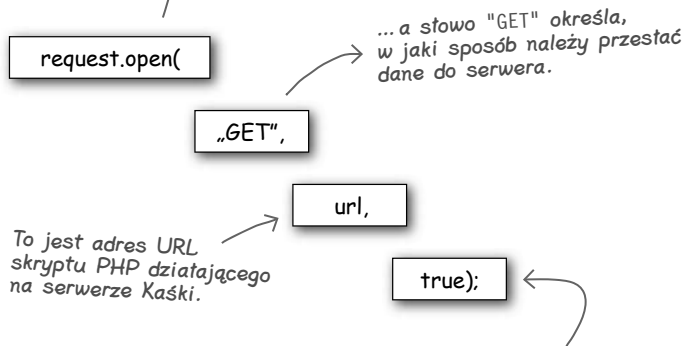 ...a słowo "GET" określa,
w jaki sposób należy przesłać
dane do serwera.
request.open(
„GET”,
url,
To jest adres URL
skryptu PHP działającego
na serwerze Kaśki.
true);